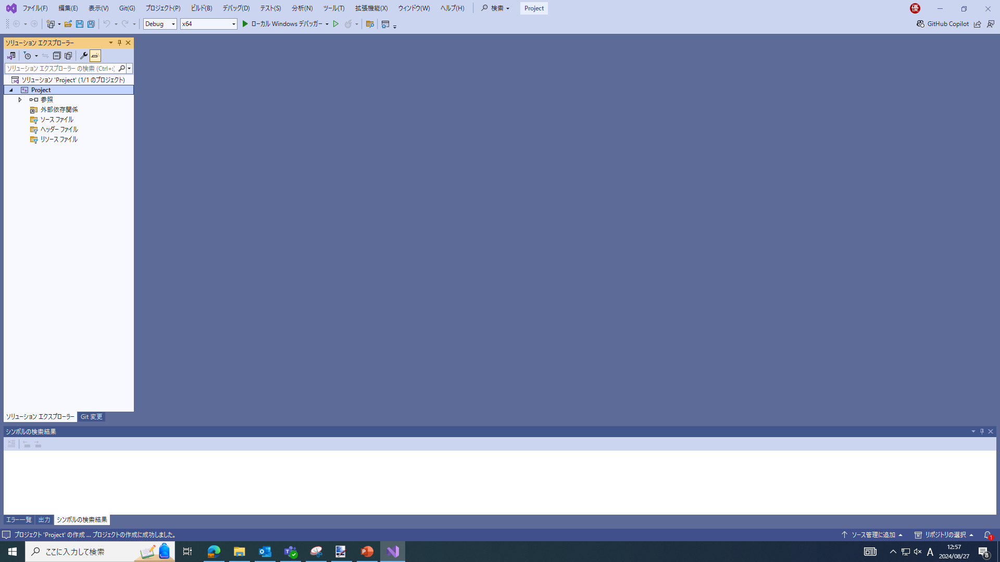 ファイル(F) 編集(E) 表示(V) Git(G) プロジェクト(P) ビルド(B) デバッグ(D) テスト(S) 分析(N) ツール(T) 拡張機能(X) ウィンドウ(W) ヘルプ(H) 検索 Project 優
Debug x64 ローカル Windows デバッガー GitHub Copilot
ソリューション エクスプローラー
ソリューション エクスプローラー の検索 (Ctrl+;)
ソリューション 'Project' (1/1 のプロジェクト)
Project
参照
外部依存関係
ソース ファイル
ヘッダー ファイル
リソース ファイル
ソリューション エクスプローラー Git 変更
シンボルの検索結果
エラー一覧 出力 シンボルの検索結果
プロジェクト 'Project' の作成 ... プロジェクトの作成に成功しました。 ソース管理に追加 リポジトリの選択 1
ここに入力して検索 A 12:57
2024/08/27 8